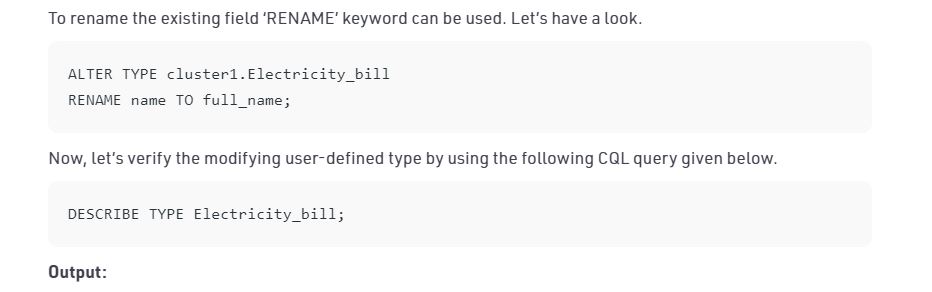 To rename the existing field ‘RENAME’ keyword can be used. Let’s have a look.
ALTER TYPE cluster1.Electricity_bill
RENAME name TO full_name;
Now, let’s verify the modifying user-defined type by using the following CQL query given below.
DESCRIBE TYPE Electricity_bill;
Output: